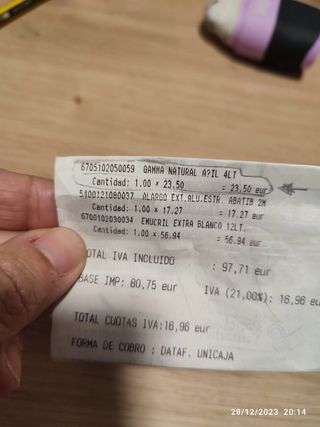 6705102050059 GAMMA NATURAL A?IL 4LT
Cantidad: 1.00 * 23.50 = 23.50 eur
5400121080037 ALARGO EXT.ALU.ESTR. ABATIB 2M
Cantidad: 1.00 * 17.27 = 17.27 eur
6700102030034 EMUCRIL EXTRA BLANCO 12LT.
Cantidad: 1.00 * 56.94 = 56.94 eur
TOTAL IVA INCLUIDO : 97,71 eur
BASE IMP: 80,75 eur IVA (21,00%): 16,96 eur
TOTAL CUOTAS IVA:16,96 eur
FORMA DE COBRO : DATAF. UNICAJA
28/12/2023 20:14